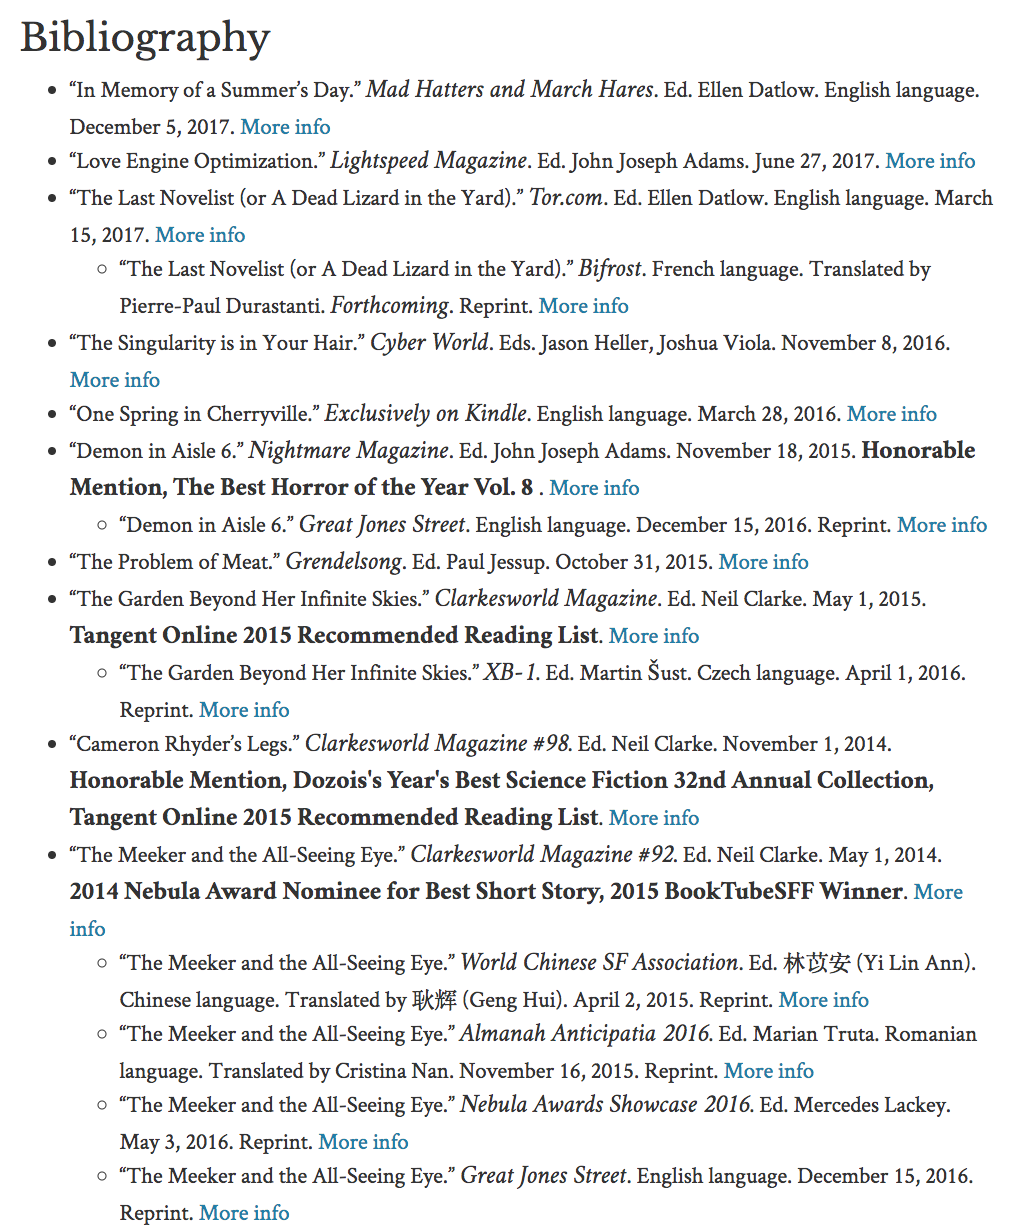 Bibliography
• “In Memory of a Summer’s Day.” Mad Hatters and March Hares. Ed. Ellen Datlow. English language.
December 5, 2017. More info
• “Love Engine Optimization.” Lightspeed Magazine. Ed. John Joseph Adams. June 27, 2017. More info
• “The Last Novelist (or A Dead Lizard in the Yard).” Tor.com. Ed. Ellen Datlow. English language. March
15, 2017. More info
○ “The Last Novelist (or A Dead Lizard in the Yard).” Bifrost. French language. Translated by
Pierre-Paul Durastanti. Forthcoming. Reprint. More info
• “The Singularity is in Your Hair.” Cyber World. Eds. Jason Heller, Joshua Viola. November 8, 2016.
More info
• “One Spring in Cherryville.” Exclusively on Kindle. English language. March 28, 2016. More info
• “Demon in Aisle 6.” Nightmare Magazine. Ed. John Joseph Adams. November 18, 2015. Honorable
Mention, The Best Horror of the Year Vol. 8 . More info
○ “Demon in Aisle 6.” Great Jones Street. English language. December 15, 2016. Reprint. More info
• “The Problem of Meat.” Grendelsong. Ed. Paul Jessup. October 31, 2015. More info
• “The Garden Beyond Her Infinite Skies.” Clarkesworld Magazine. Ed. Neil Clarke. May 1, 2015.
Tangent Online 2015 Recommended Reading List. More info
○ “The Garden Beyond Her Infinite Skies.” XB-1. Ed. Martin Šust. Czech language. April 1, 2016.
Reprint. More info
• “Cameron Rhyder’s Legs.” Clarkesworld Magazine #98. Ed. Neil Clarke. November 1, 2014.
Honorable Mention, Dozois's Year's Best Science Fiction 32nd Annual Collection,
Tangent Online 2015 Recommended Reading List. More info
• “The Meeker and the All-Seeing Eye.” Clarkesworld Magazine #92. Ed. Neil Clarke. May 1, 2014.
2014 Nebula Award Nominee for Best Short Story, 2015 BookTubeSFF Winner. More
info
○ “The Meeker and the All-Seeing Eye.” World Chinese SF Association. Ed. 林苡安 (Yi Lin Ann).
Chinese language. Translated by 耿辉 (Geng Hui). April 2, 2015. Reprint. More info
○ “The Meeker and the All-Seeing Eye.” Almanah Anticipatia 2016. Ed. Marian Truta. Romanian
language. Translated by Cristina Nan. November 16, 2015. Reprint. More info
○ “The Meeker and the All-Seeing Eye.” Nebula Awards Showcase 2016. Ed. Mercedes Lackey.
May 3, 2016. Reprint. More info
○ “The Meeker and the All-Seeing Eye.” Great Jones Street. English language. December 15, 2016.
Reprint. More info